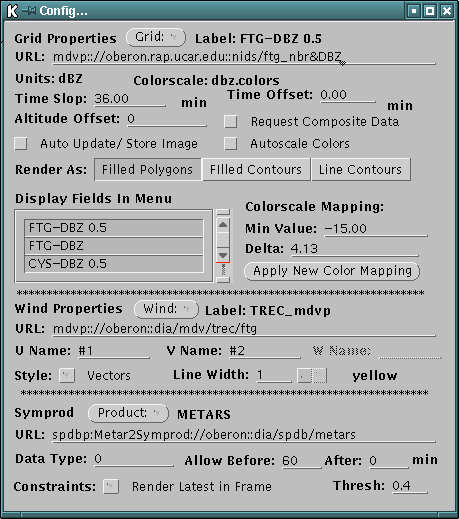 K Config...
Grid Properties Grid: Label: FTG-DBZ 0.5
URL: mdvp:://oberon.rap.ucar.edu::nids/ftg_nbr&DBZ
Units: dBZ Colorscale: dbz.colors
Time Slop: 36.00 min Time Offset: 0.00 min
Altitude Offset: 0 Request Composite Data
Auto Update/ Store Image Autoscale Colors
Render As: Filled Polygons FIlled Contours Line Contours
Display Fields In Menu Colorscale Mapping:
FTG-DBZ 0.5 Min Value: -15.00
FTG-DBZ Delta: 4.13
CYS-DBZ 0.5 Apply New Color Mapping
*********************************************************************
Wind Properties Wind: Label: TREC_mdvp
URL: mdvp:://oberon::dia/mdv/trec/ftg
U Name: #1 V Name: #2 W Name:
Style: Vectors Line Width: 1 yellow
*********************************************************************
Symprod Product: METARS
URL: spdbp:Metar2Symprod://oberon::dia/spdb/metars
Data Type: 0 Allow Before: 60 After: 0 min
Constraints: Render Latest in Frame Thresh: 0.4